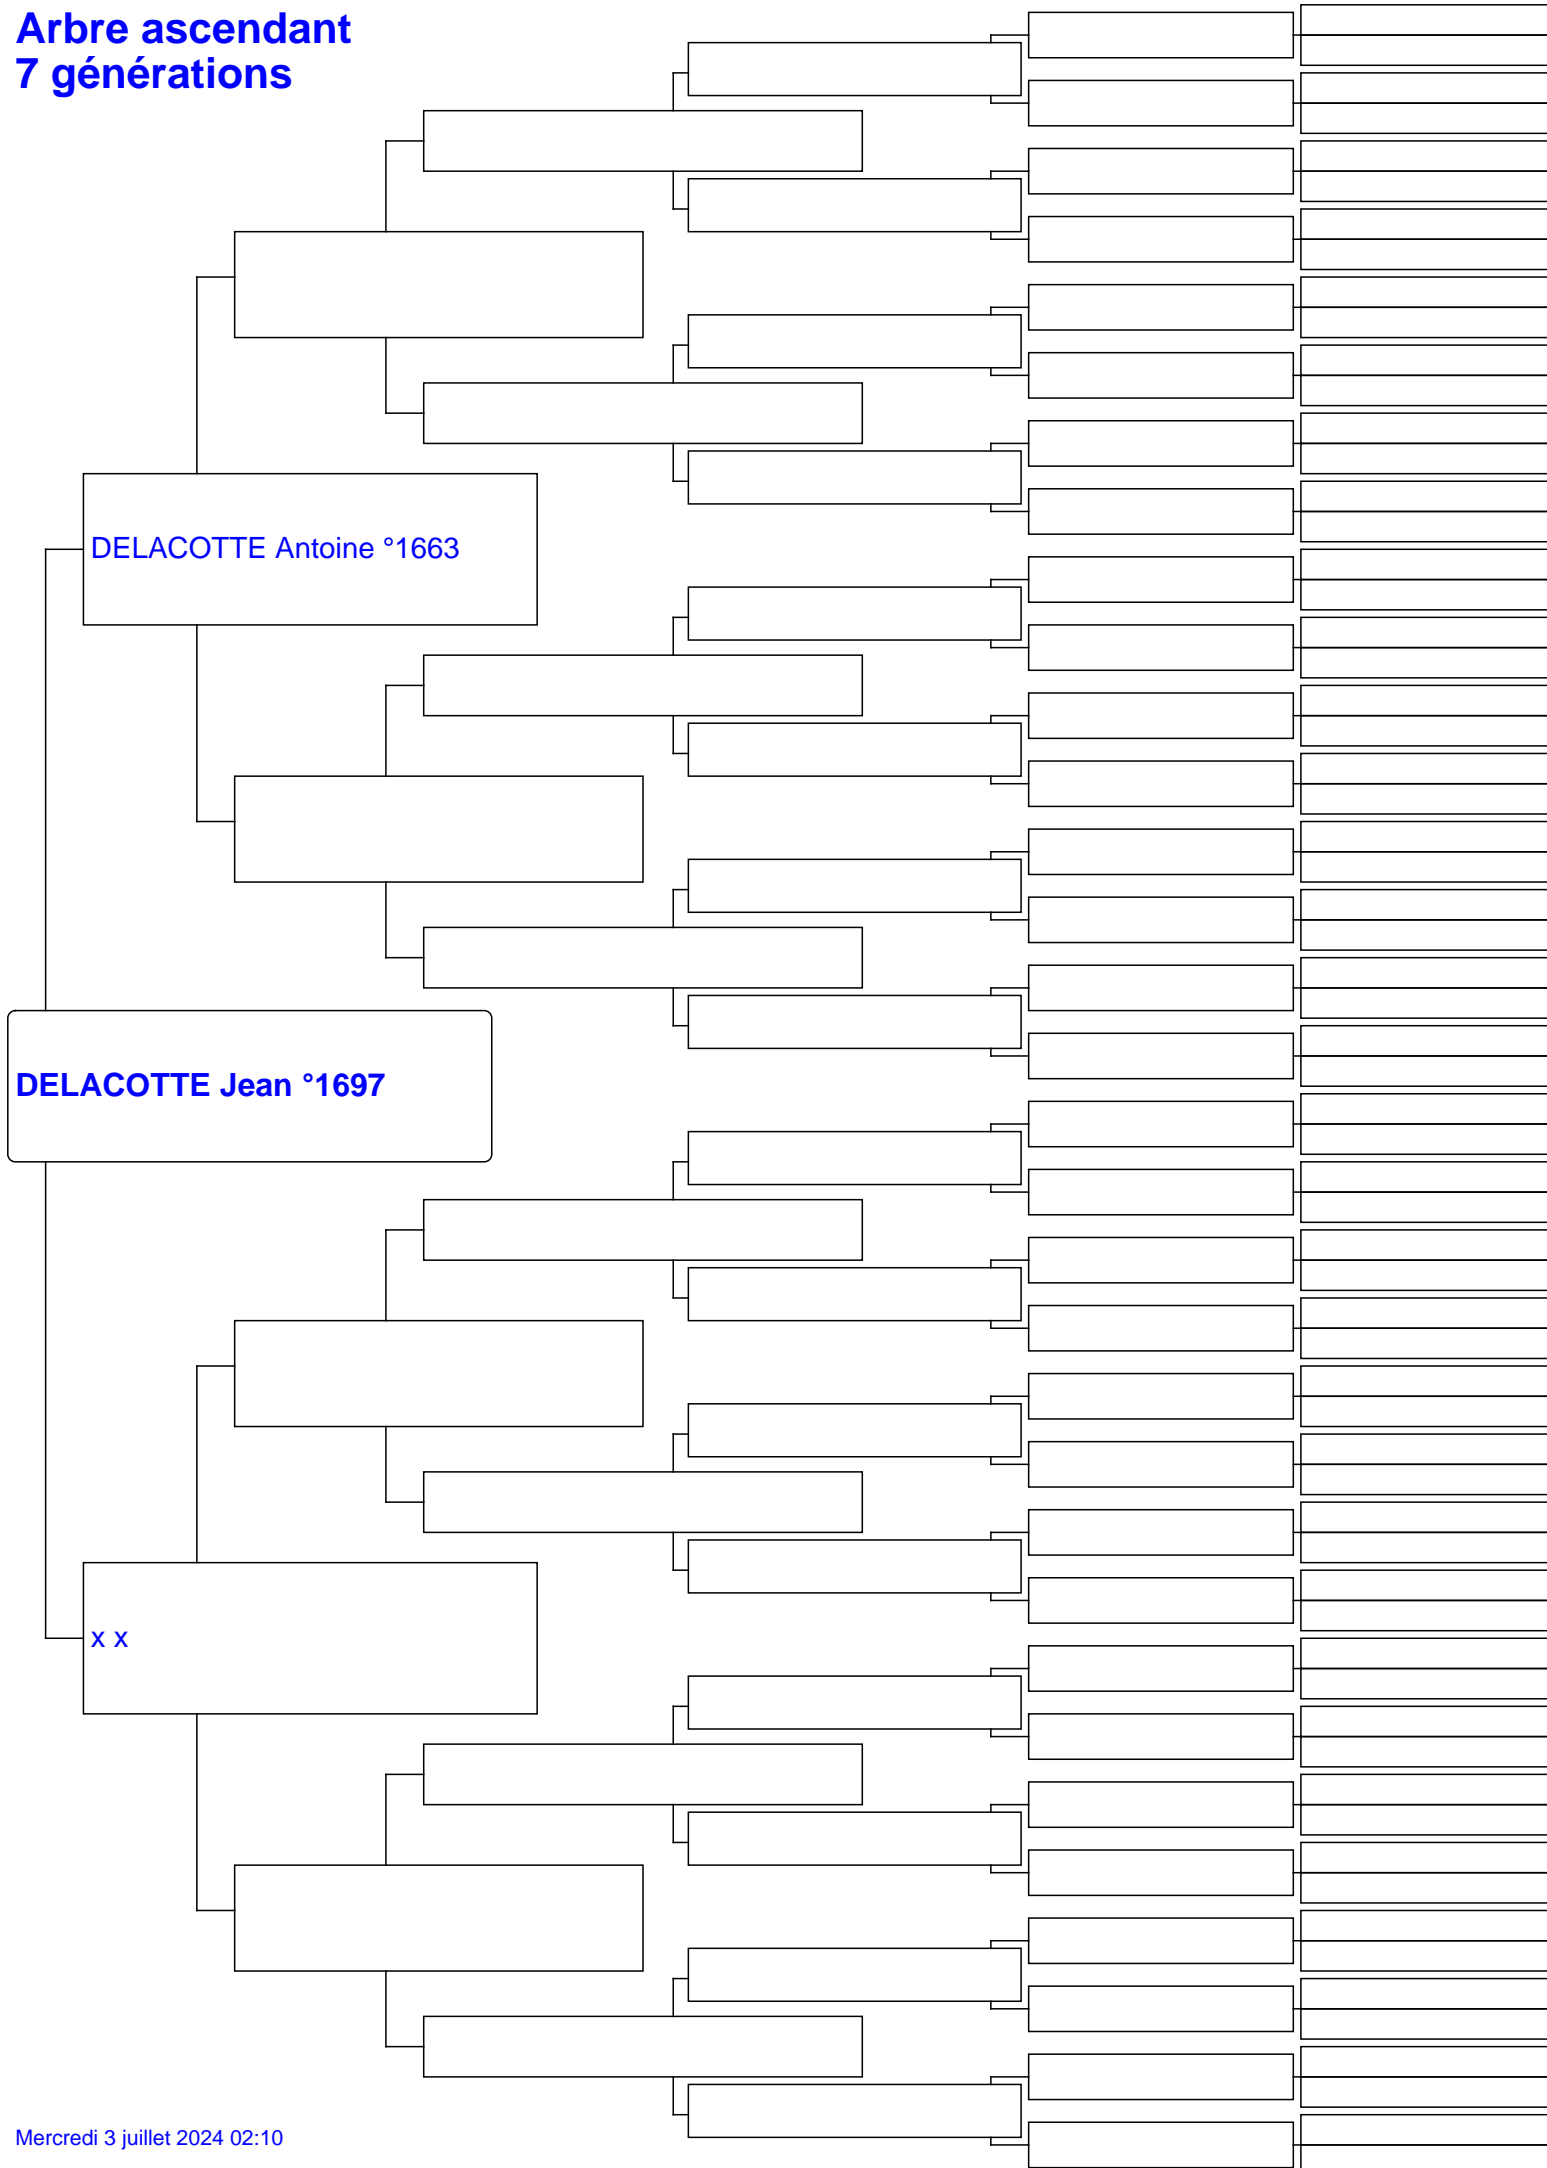 Arbre ascendant
7 générations
DELACOTTE Antoine °1663
DELACOTTE Jean °1697
x x
Mercredi 3 juillet 2024 02:10